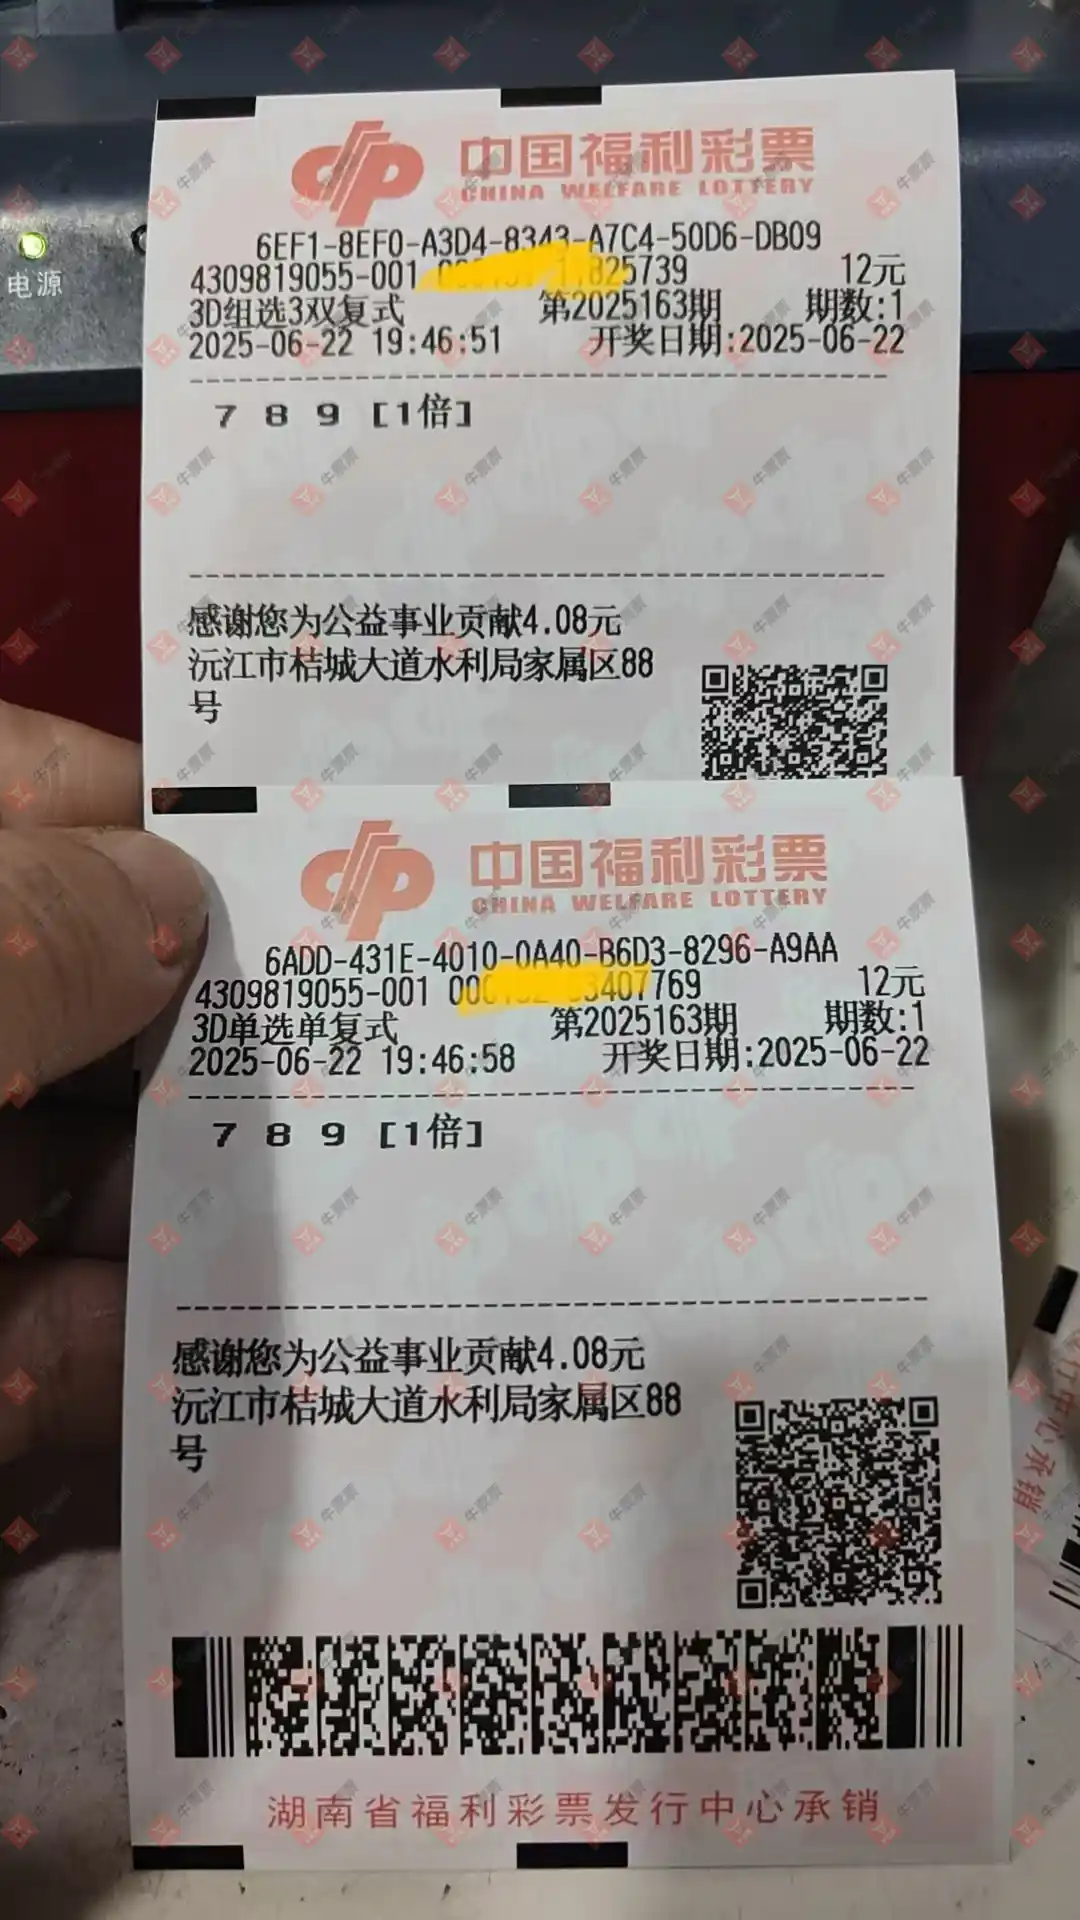 电源
中国福利彩票
CHINA WELFARE LOTTERY
6EF1-8EF0-A3D4-8343-A7C4-50D6-DB09
4309819055-001 25739 12元
3D组选3双复式 第2025163期 期数:1
2025-06-22 19:46:51 开奖日期:2025-06-22
7 8 9 [1倍]
感谢您为公益事业贡献4.08元
沅江市桔城大道水利局家属区88
号
中国福利彩票
CHINA WELFARE LOTTERY
6ADD-431E-4010-0A40-B6D3-8296-A9AA
4309819055-001 407769 12元
3D单选单复式 第2025163期 期数:1
2025-06-22 19:46:58 开奖日期:2025-06-22
7 8 9 [1倍]
感谢您为公益事业贡献4.08元
沅江市桔城大道水利局家属区88
号
湖南省福利彩票发行中心承销
中心承销
牛票票